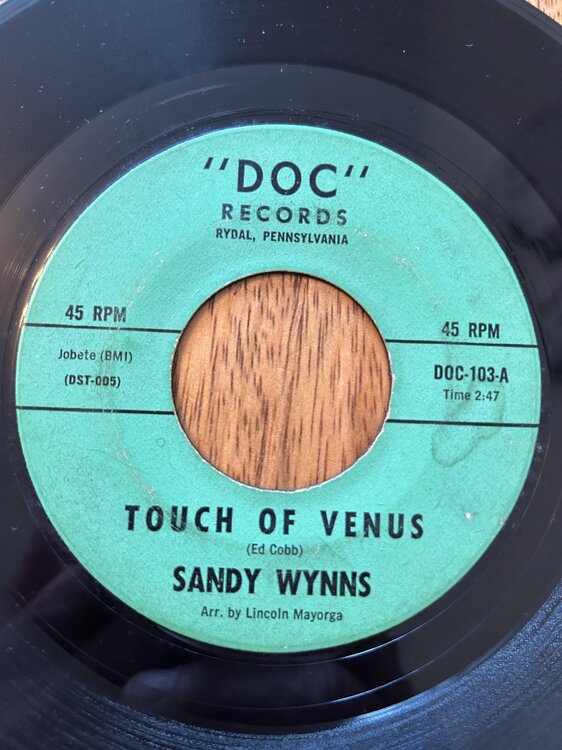 "DOC"
RECORDS
RYDAL, PENNSYLVANIA
45 RPM
Jobete (BMI)
(DST-005)
45 RPM
DOC-103-A
Time 2:47
TOUCH OF VENUS
(Ed Cobb)
SANDY WYNNS
Arr. by Lincoln Mayorga